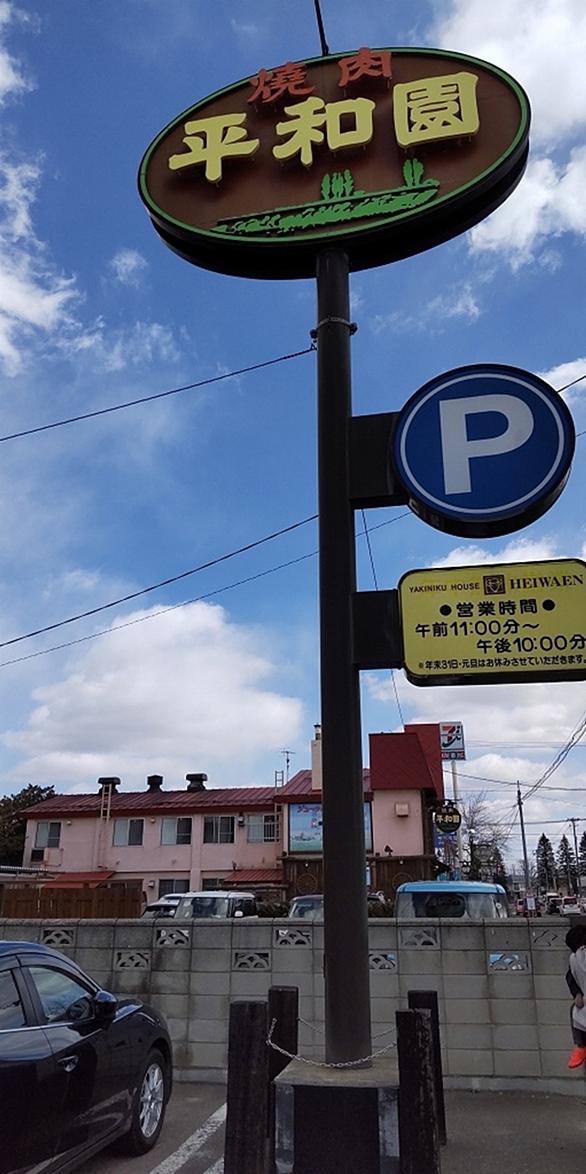 焼肉
平和園
P
YAKINIKU HOUSE HEIWAEN
●営業時間●
午前11:00分～
午後10:00分
※年末31日・元旦はお休みさせていただきます。
平和園